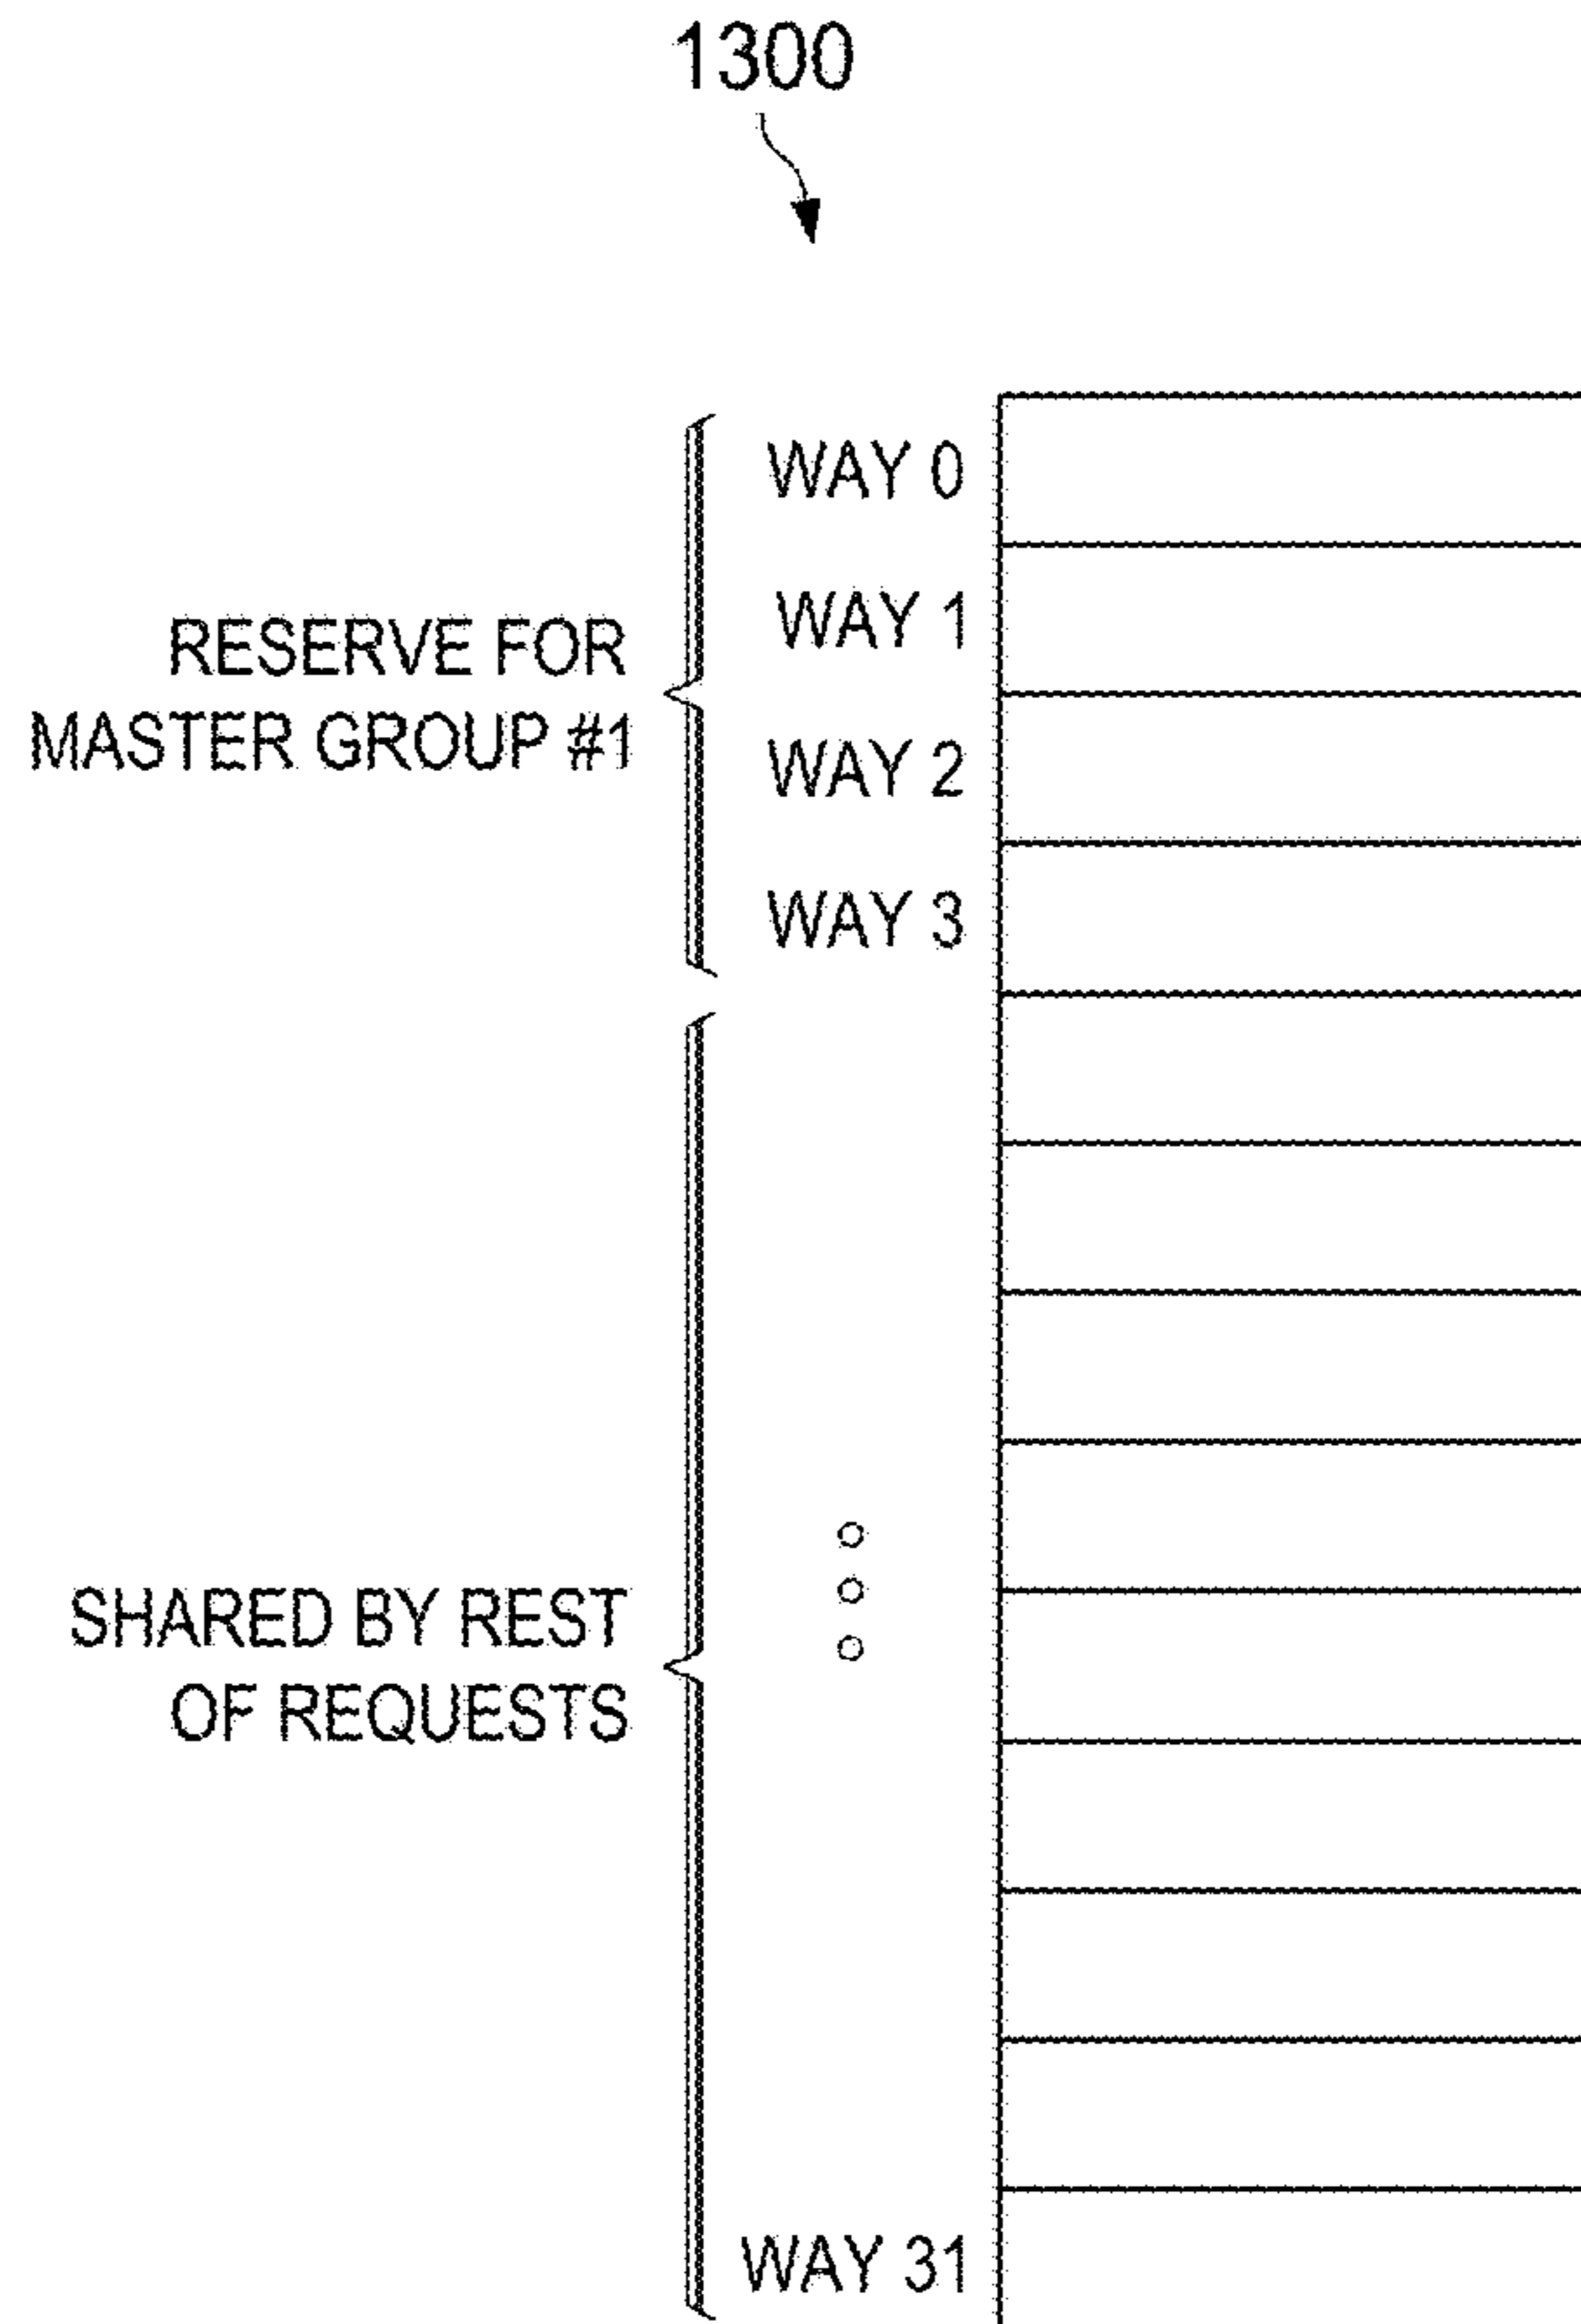 1300
WAY 0
WAY 1
RESERVE FOR
MASTER GROUP #1
WAY 2
WAY 3
SHARED BY REST
OF REQUESTS
WAY 31